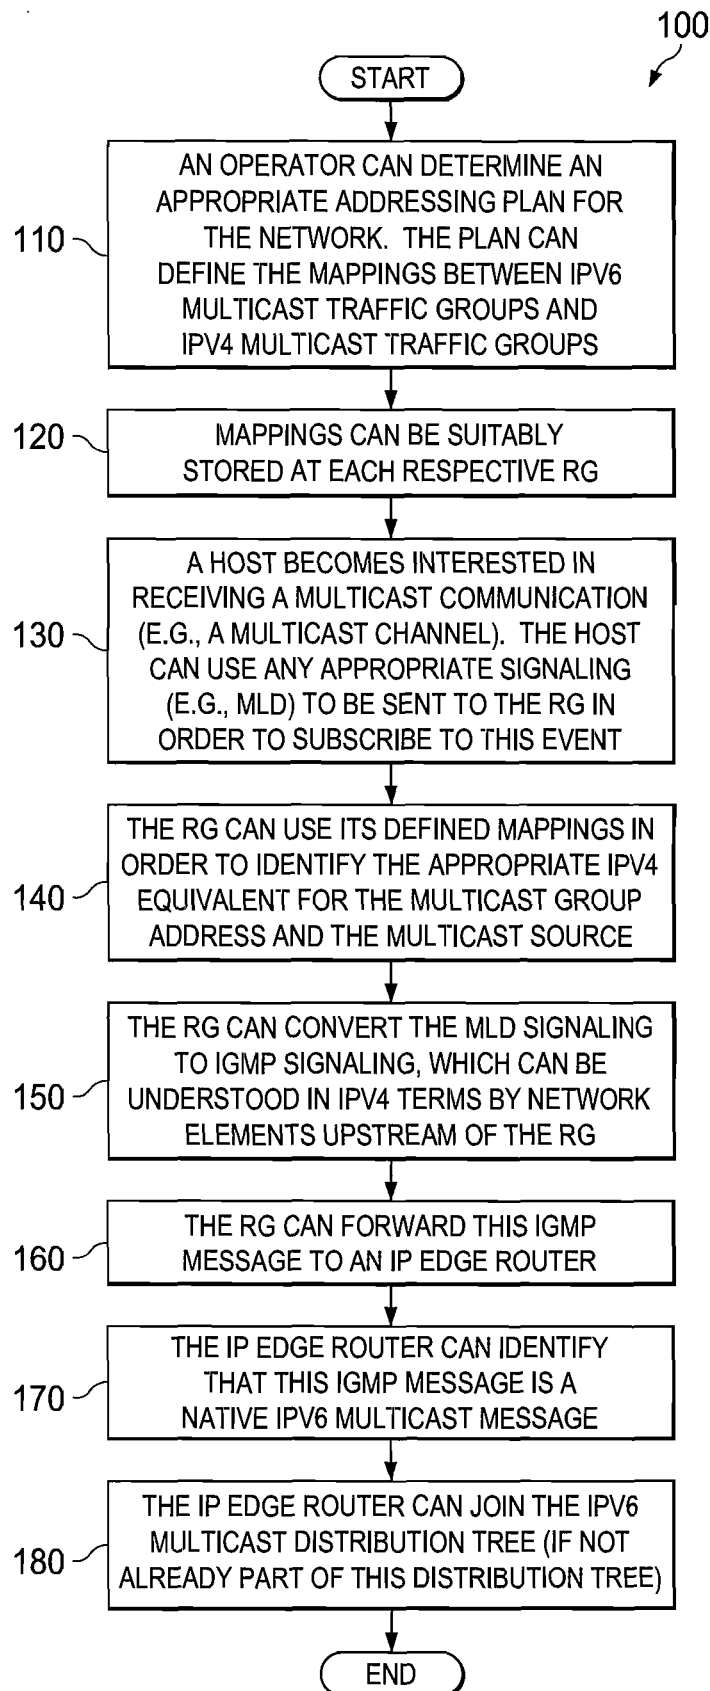 100
START
110
AN OPERATOR CAN DETERMINE AN
APPROPRIATE ADDRESSING PLAN FOR
THE NETWORK. THE PLAN CAN
DEFINE THE MAPPINGS BETWEEN IPV6
MULTICAST TRAFFIC GROUPS AND
IPV4 MULTICAST TRAFFIC GROUPS
120
MAPPINGS CAN BE SUITABLY
STORED AT EACH RESPECTIVE RG
130
A HOST BECOMES INTERESTED IN
RECEIVING A MULTICAST COMMUNICATION
(E.G., A MULTICAST CHANNEL). THE HOST
CAN USE ANY APPROPRIATE SIGNALING
(E.G., MLD) TO BE SENT TO THE RG IN
ORDER TO SUBSCRIBE TO THIS EVENT
140
THE RG CAN USE ITS DEFINED MAPPINGS IN
ORDER TO IDENTIFY THE APPROPRIATE IPV4
EQUIVALENT FOR THE MULTICAST GROUP
ADDRESS AND THE MULTICAST SOURCE
150
THE RG CAN CONVERT THE MLD SIGNALING
TO IGMP SIGNALING, WHICH CAN BE
UNDERSTOOD IN IPV4 TERMS BY NETWORK
ELEMENTS UPSTREAM OF THE RG
160
THE RG CAN FORWARD THIS IGMP
MESSAGE TO AN IP EDGE ROUTER
170
THE IP EDGE ROUTER CAN IDENTIFY
THAT THIS IGMP MESSAGE IS A
NATIVE IPV6 MULTICAST MESSAGE
180
THE IP EDGE ROUTER CAN JOIN THE IPV6
MULTICAST DISTRIBUTION TREE (IF NOT
ALREADY PART OF THIS DISTRIBUTION TREE)
END